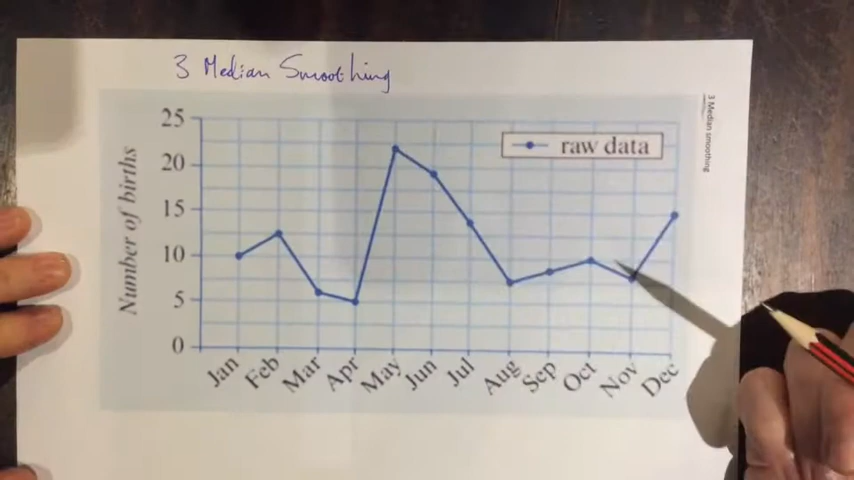 3 Median Smoothing
3 Median smoothing
25
raw data
20
15
10
5
0
Number of births
Jan Feb Mar Apr May Jun Jul Aug Sep Oct Nov Dec